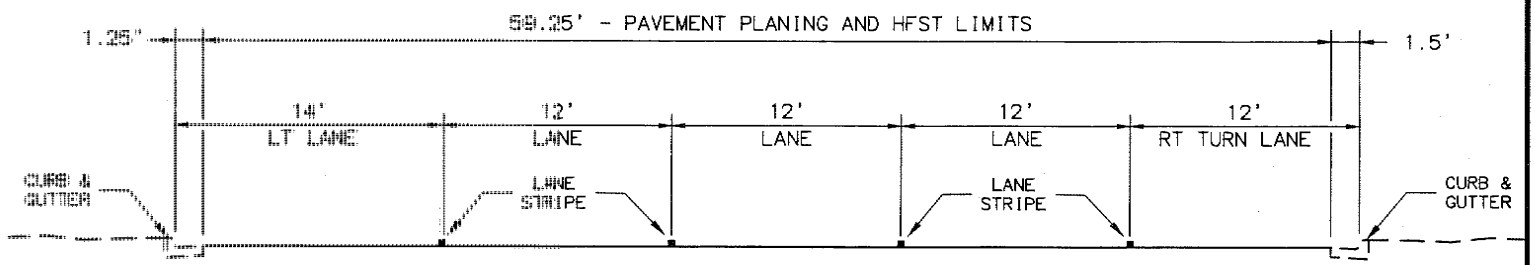 59.25' - PAVEMENT PLANING AND HFST LIMITS
1.25'
1.5'
14'
12'
12'
12'
12'
LT LANE
LANE
LANE
LANE
RT TURN LANE
CURB &
GUTTER
LANE
STRIPE
LANE
STRIPE
CURB &
GUTTER